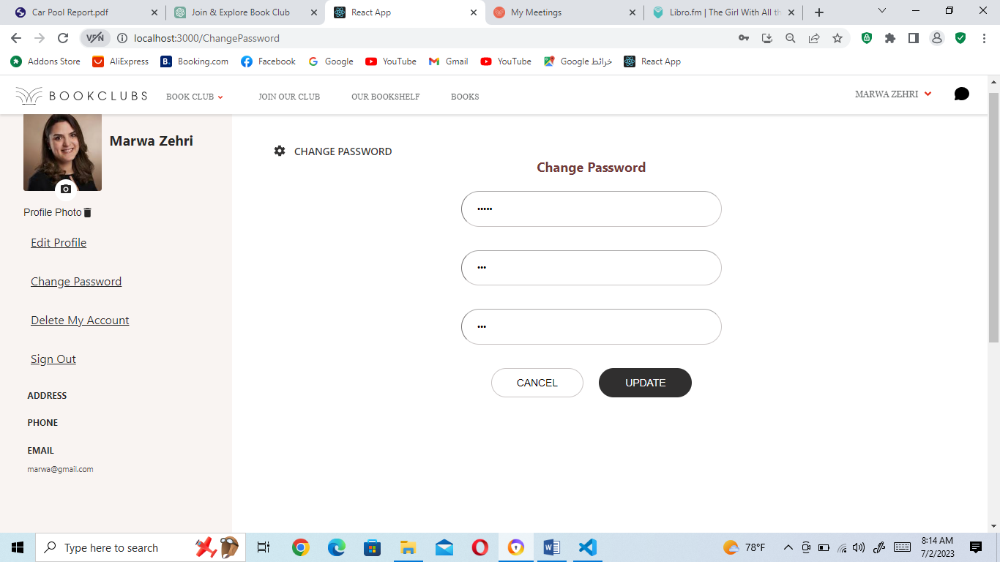 Car Pool Report.pdf
Join & Explore Book Club
React App
My Meetings
Libro.fm | The Girl With All th
VPN
localhost:3000/ChangePassword
Addons Store
AliExpress
B. Booking.com
Facebook
Google
YouTube
Gmail
YouTube
خرائط Google
React App
BOOKCLUBS
BOOK CLUB
JOIN OUR CLUB
OUR BOOKSHELF
BOOKS
MARWA ZEHRI
Marwa Zehri
Profile Photo
Edit Profile
Change Password
Delete My Account
Sign Out
ADDRESS
PHONE
EMAIL
marwa@gmail.com
CHANGE PASSWORD
Change Password
•••••
•••
•••
CANCEL
UPDATE
Type here to search
78°F
8:14 AM
7/2/2023